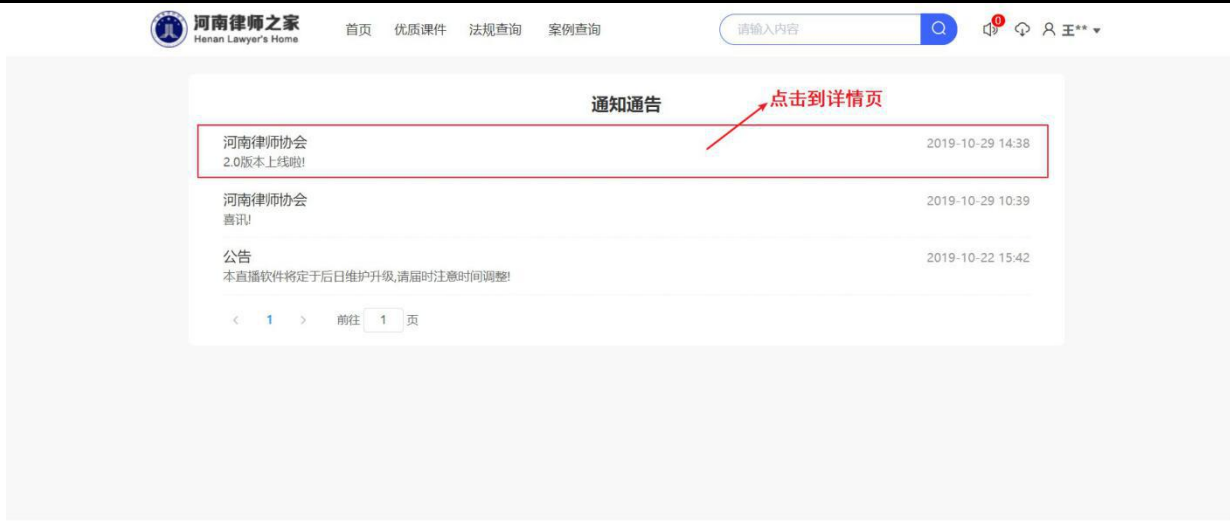 河南律师之家
Henan Lawyer's Home
首页 优质课件 法规查询 案例查询 请输入内容 0 王** ▾
通知通告 点击到详情页
河南律师协会 2019-10-29 14:38
2.0版本上线啦!
河南律师协会 2019-10-29 10:39
喜讯!
公告 2019-10-22 15:42
本直播软件将定于后日维护升级,请届时注意时间调整!
< 1 > 前往 1 页